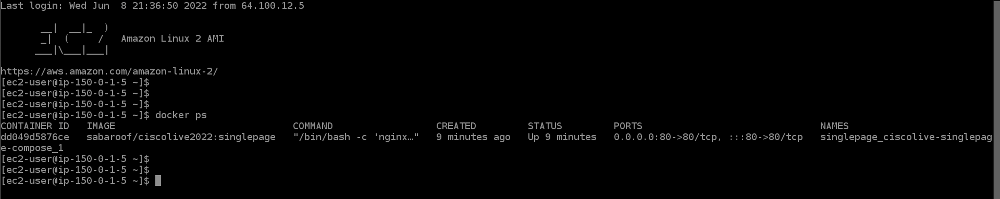 Last login: Wed Jun  8 21:36:50 2022 from 64.100.12.5

       __|  __|_  )
       _|  (     /   Amazon Linux 2 AMI
      ___|\___|___|

https://aws.amazon.com/amazon-linux-2/
[ec2-user@ip-150-0-1-5 ~]$
[ec2-user@ip-150-0-1-5 ~]$
[ec2-user@ip-150-0-1-5 ~]$
[ec2-user@ip-150-0-1-5 ~]$ docker ps
CONTAINER ID   IMAGE                               COMMAND                  CREATED         STATUS         PORTS                               NAMES
dd049d5876ce   sabaroof/ciscolive2022:singlepage   "/bin/bash -c 'nginx…"   9 minutes ago   Up 9 minutes   0.0.0.0:80->80/tcp, :::80->80/tcp   singlepage_ciscolive-singlepag
e-compose_1
[ec2-user@ip-150-0-1-5 ~]$
[ec2-user@ip-150-0-1-5 ~]$
[ec2-user@ip-150-0-1-5 ~]$